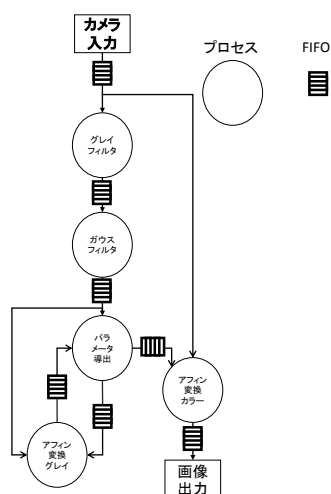 カメラ
入力
プロセス
FIFO
グレイ
フィルタ
ガウス
フィルタ
パラ
メータ
導出
アフィン
変換
カラー
アフィン
変換
グレイ
画像
出力